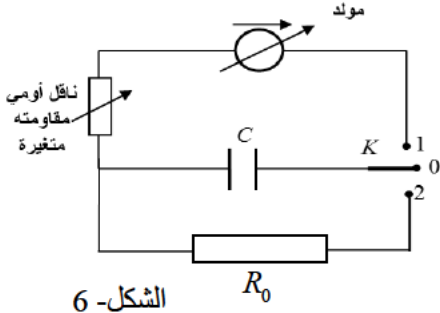 مولد
ناقل أومي
مقاومته
متغيرة
C
K
1
0
2
R₀
الشكل- 6